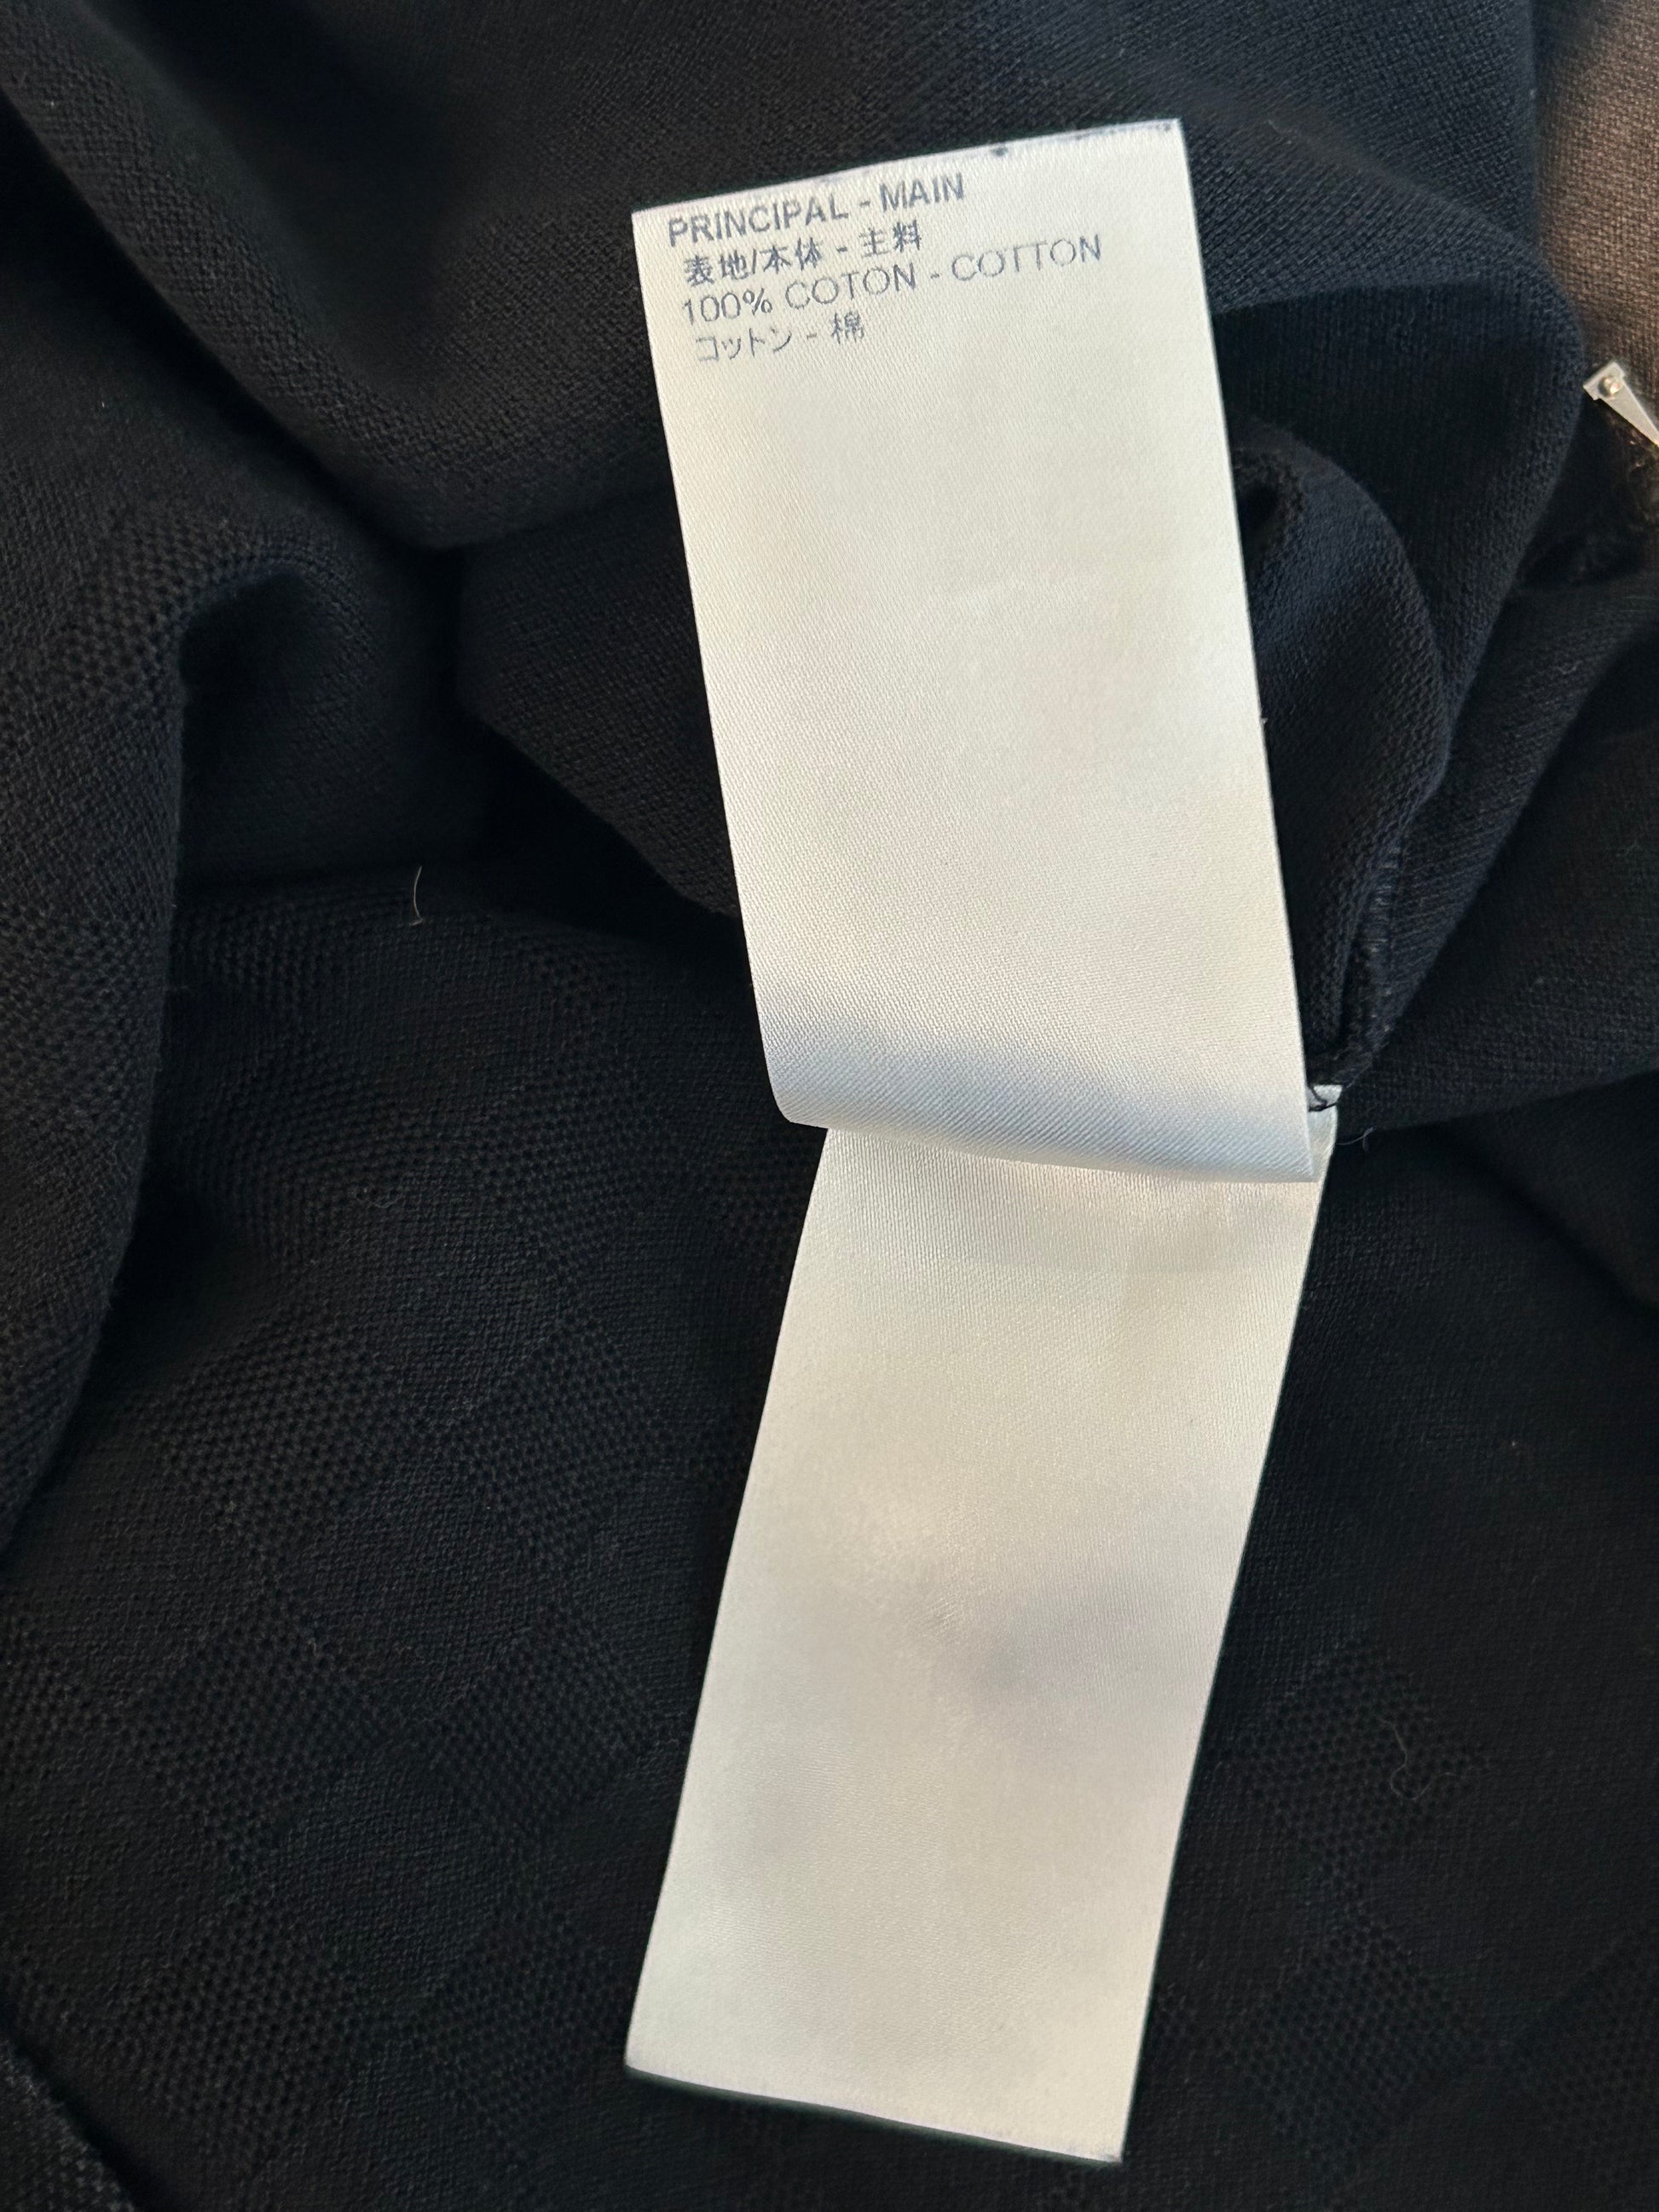 PRINCIPAL - MAIN
表地/本体 - 主料
100% COTON - COTTON
コットン - 棉